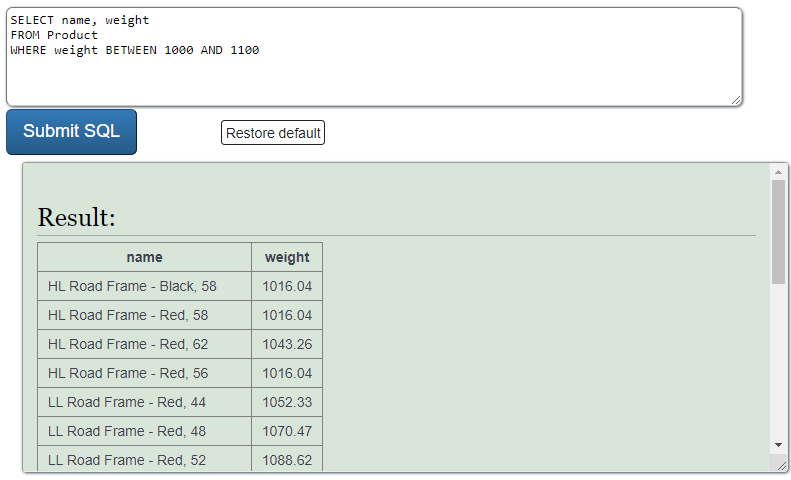 SELECT name, weight
FROM Product
WHERE weight BETWEEN 1000 AND 1100
Submit SQL Restore default
Result:
name weight
HL Road Frame - Black, 58 1016.04
HL Road Frame - Red, 58 1016.04
HL Road Frame - Red, 62 1043.26
HL Road Frame - Red, 56 1016.04
LL Road Frame - Red, 44 1052.33
LL Road Frame - Red, 48 1070.47
LL Road Frame - Red, 52 1088.62